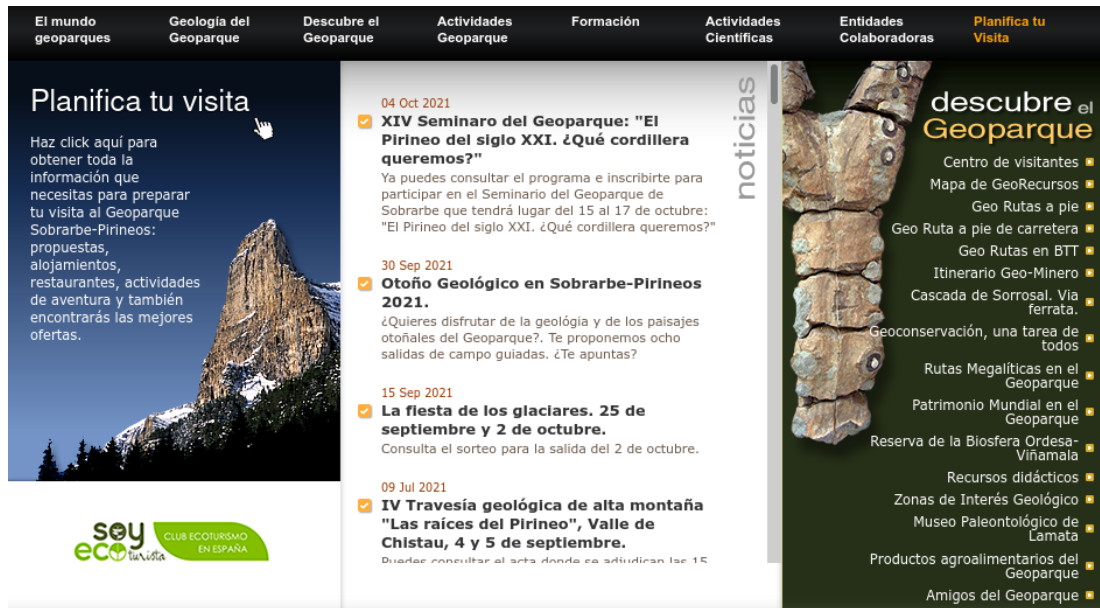 El mundo
geoparques
Geología del
Geoparque
Descubre el
Geoparque
Actividades
Geoparque
Formación
Actividades
Científicas
Entidades
Colaboradoras
Planifica tu
Visita
Planifica tu visita
Haz click aquí para
obtener toda la
información que
necesitas para preparar
tu visita al Geoparque
Sobrarbe-Pirineos:
propuestas,
alojamientos,
restaurantes, actividades
de aventura y también
encontrarás las mejores
ofertas.
soy
ecoturista
CLUB ECOTURISMO
EN ESPAÑA
noticias
04 Oct 2021
XIV Seminaro del Geoparque: "El
Pirineo del siglo XXI. ¿Qué cordillera
queremos?"
Ya puedes consultar el programa e inscribirte para
participar en el Seminario del Geoparque de
Sobrarbe que tendrá lugar del 15 al 17 de octubre:
"El Pirineo del siglo XXI. ¿Qué cordillera queremos?"
30 Sep 2021
Otoño Geológico en Sobrarbe-Pirineos
2021.
¿Quieres disfrutar de la geológia y de los paisajes
otoñales del Geoparque?. Te proponemos ocho
salidas de campo guiadas. ¿Te apuntas?
15 Sep 2021
La fiesta de los glaciares. 25 de
septiembre y 2 de octubre.
Consulta el sorteo para la salida del 2 de octubre.
09 Jul 2021
IV Travesía geológica de alta montaña
"Las raíces del Pirineo", Valle de
Chistau, 4 y 5 de septiembre.
Puedes consultar el acta donde se adjudican las 15
descubre el
Geoparque
Centro de visitantes
Mapa de GeoRecursos
Geo Rutas a pie
Geo Ruta a pie de carretera
Geo Rutas en BTT
Itinerario Geo-Minero
Cascada de Sorrosal. Via
ferrata.
Geoconservación, una tarea de
todos
Rutas Megalíticas en el
Geoparque
Patrimonio Mundial en el
Geoparque
Reserva de la Biosfera Ordesa-
Viñamala
Recursos didácticos
Zonas de Interés Geológico
Museo Paleontológico de
Lamata
Productos agroalimentarios del
Geoparque
Amigos del Geoparque